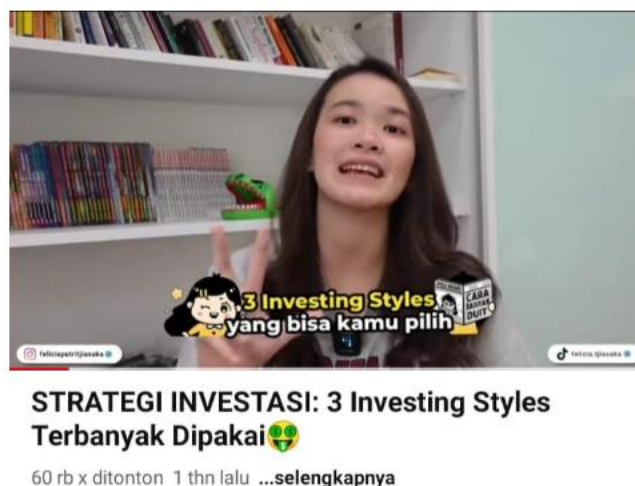 3 Investing Styles
yang bisa kamu pilih
CARA
DUIT
feliciaputritjiasaka
felicia.tjiasaka
STRATEGI INVESTASI: 3 Investing Styles
Terbanyak Dipakai
60 rb x ditonton 1 thn lalu ...selengkapnya